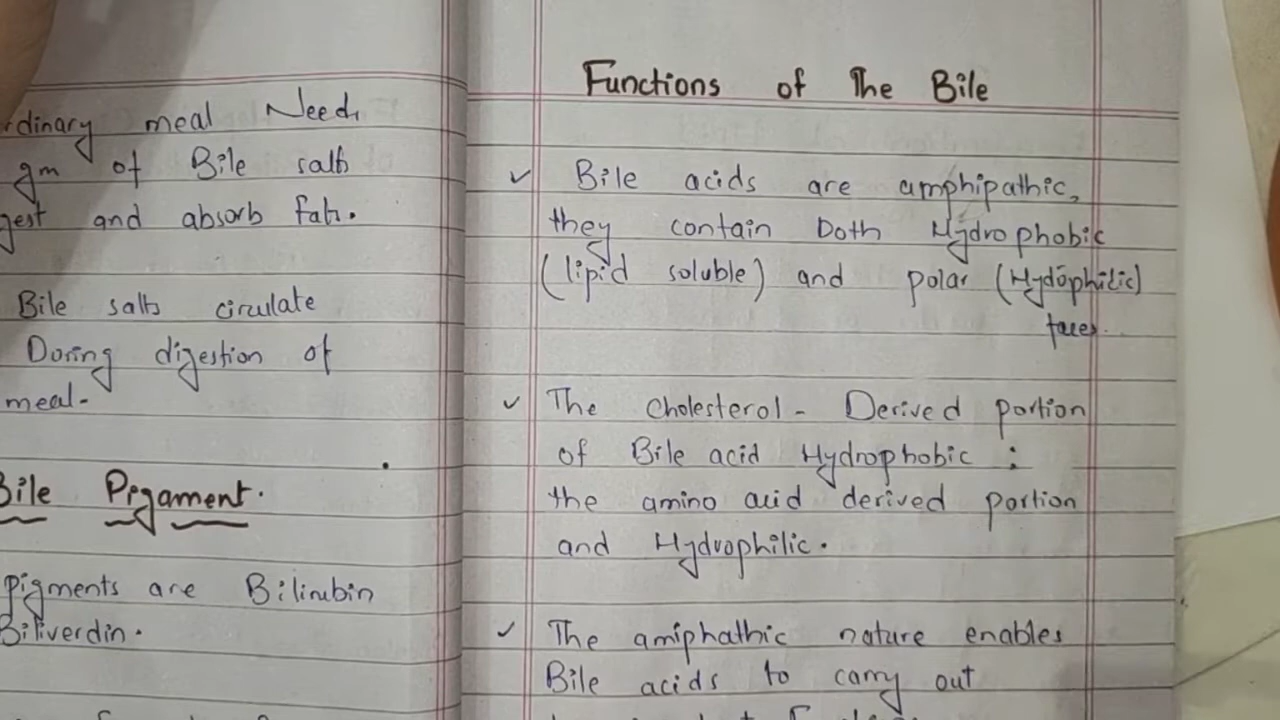 rdinary meal Needs
gm of Bile salts
gest and absorb fats.
Bile salts circulate
During digestion of
meal.
Bile Pigament.
Pigments are Bilirubin
Biliverdin.
Functions of The Bile
✓ Bile acids are amphipathic,
they contain both Hydrophobic
(lipid soluble) and polar (Hydophilic)
faces.
✓ The Cholesterol - Derived portion
of Bile acid Hydrophobic :
the amino acid derived portion
and Hydrophilic.
✓ The amiphathic nature enables
Bile acids to carry out